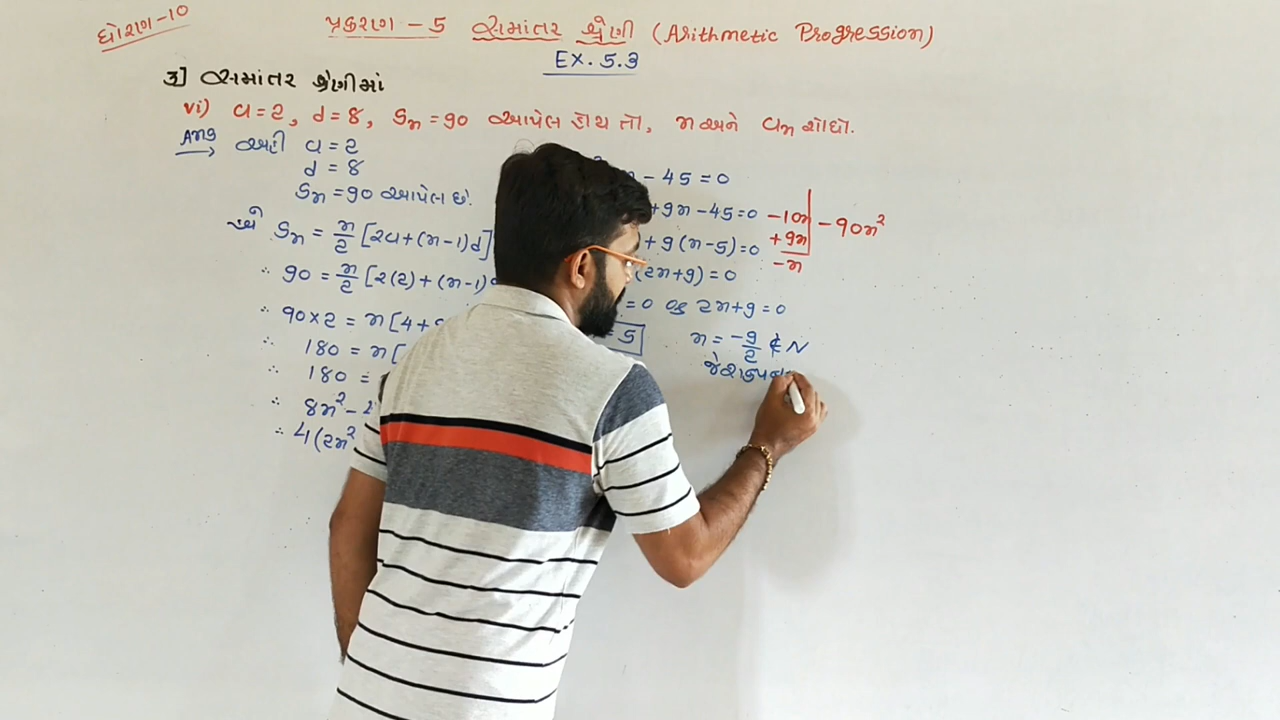 ધોરણ-10
પ્રકરણ - 5 સમાંતર શ્રેણી (Arithmetic Progression)
EX. 5.3
3] સમાંતર શ્રેણીમાં
vi) a = 2, d = 8, Sn = 90 આપેલ હોય તો, n અને an શોધો.
Ans અહીં a = 2
d = 8
Sn = 90 આપેલ છે.
Sn = n/2 [2a + (n-1)d]
∴ 90 = n/2 [2(2) + (n-1)
∴ 90×2 = n[4+
∴ 180 = n[
180 =
∴ 8n² -
∴ 4(2n²
- 45 = 0
+9n - 45 = 0
+ 9(n-5) = 0
(2n+9) = 0
= 0 or 2n+9 = 0
= 5
n = -9/2 ∉ N
જે શક્ય
-10n
+9n
-n
-90n²